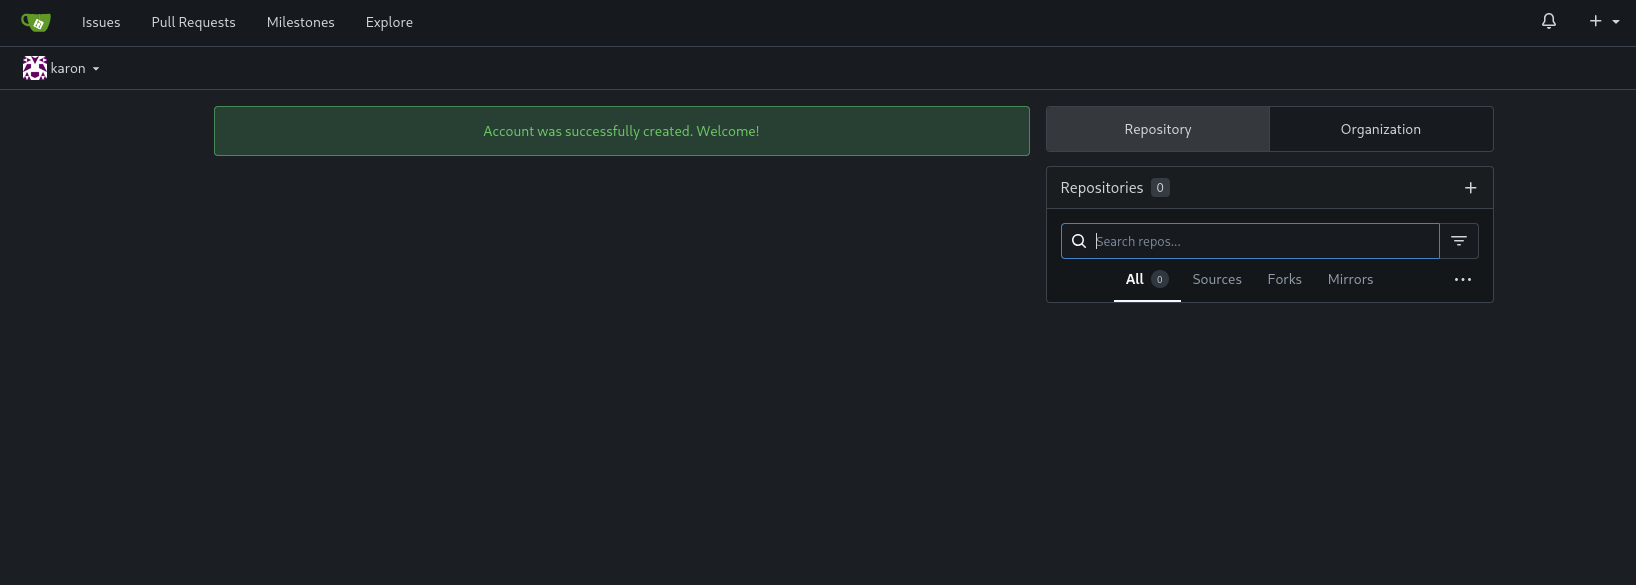 Issues Pull Requests Milestones Explore
karon
Account was successfully created. Welcome!
Repository Organization
Repositories 0
Search repos...
All 0 Sources Forks Mirrors